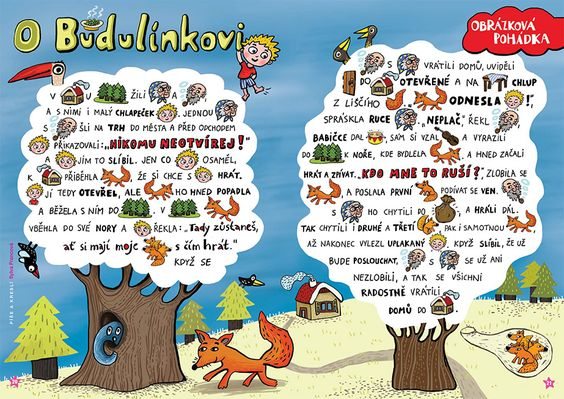 O Budulínkovi
V U ŽILI A
A S NIMI I MALÝ CHLAPEČEK. JEDNOU
S ŠLI NA TRH DO MĚSTA A PŘED ODCHODEM
PŘIKAZOVALI: „NIKOMU NEOTVÍREJ!"
A JIM TO SLÍBIL. JEN CO OSAMĚL,
K PŘIBĚHLA, ŽE SI CHCE S HRÁT.
JÍ TEDY OTEVŘEL, ALE HO HNED POPADLA
A BĚŽELA S NÍM DO V
VBĚHLA DO SVÉ NORY A ŘEKLA: „Tady zůstaneš,
ať si mají moje s čím hrát."
KDYŽ SE
PÍŠE A KRESLÍ Sylva Francová
OBRÁZKOVÁ
POHÁDKA
S VRÁTILI DOMŮ, UVIDĚLI
DO OTEVŘENÉ A NA CHLUP
Z LIŠČÍHO ODNESLA !",
SPRÁSKLA RUCE „NEPLAČ", ŘEKL
BABIČCE DAL SÁM SI VZAL A VYRAZILI
DO K NOŘE, KDE BYDLELA A HNED ZAČALI
HRÁT A ZPÍVAT. „KDO MNE TO RUŠÍ?", ZLOBILA SE
A POSLALA PRVNÍ PODÍVAT SE VEN.
S HO CHYTILI DO A HRÁLI DÁL.
TAK CHYTILI I DRUHÉ A TŘETÍ PAK I SAMOTNOU
AŽ NAKONEC VYLEZL UPLAKANÝ KDYŽ SLÍBIL, ŽE UŽ
BUDE POSLOUCHAT, S SE UŽ ANI
NEZLOBILI, A TAK SE VŠICHNI
RADOSTNĚ VRÁTILI
DOMŮ DO